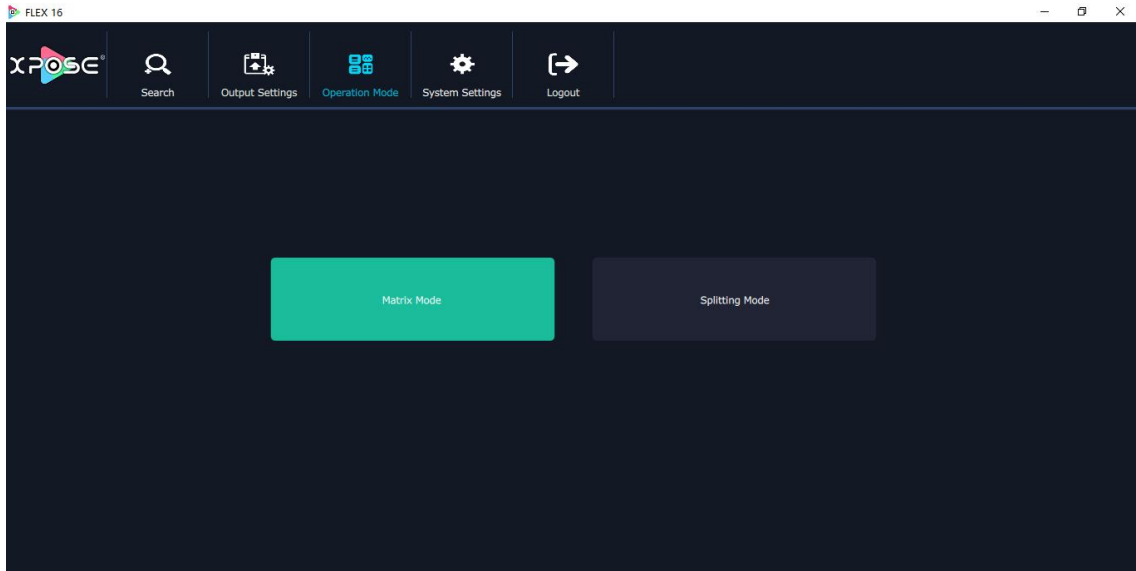 FLEX 16
XPOSE®
Search
Output Settings
Operation Mode
System Settings
Logout
Matrix Mode
Splitting Mode